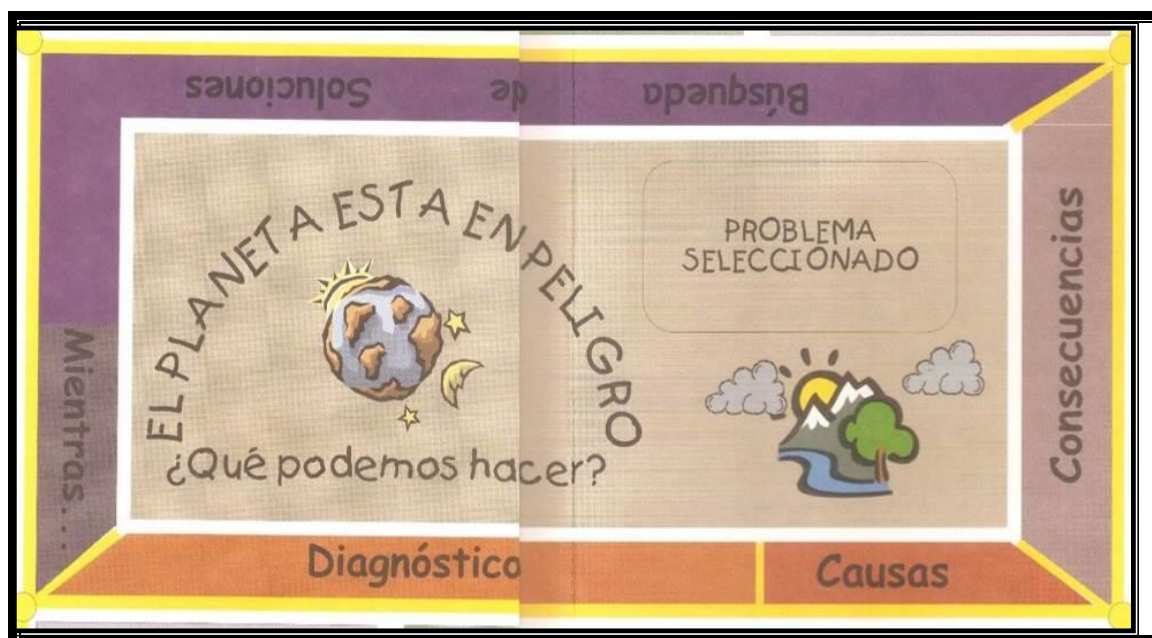 Búsqueda de Soluciones
EL PLANETA ESTA EN PELIGRO
¿Qué podemos hacer?
PROBLEMA
SELECCIONADO
Mientras....
Consecuencias
Diagnóstico
Causas